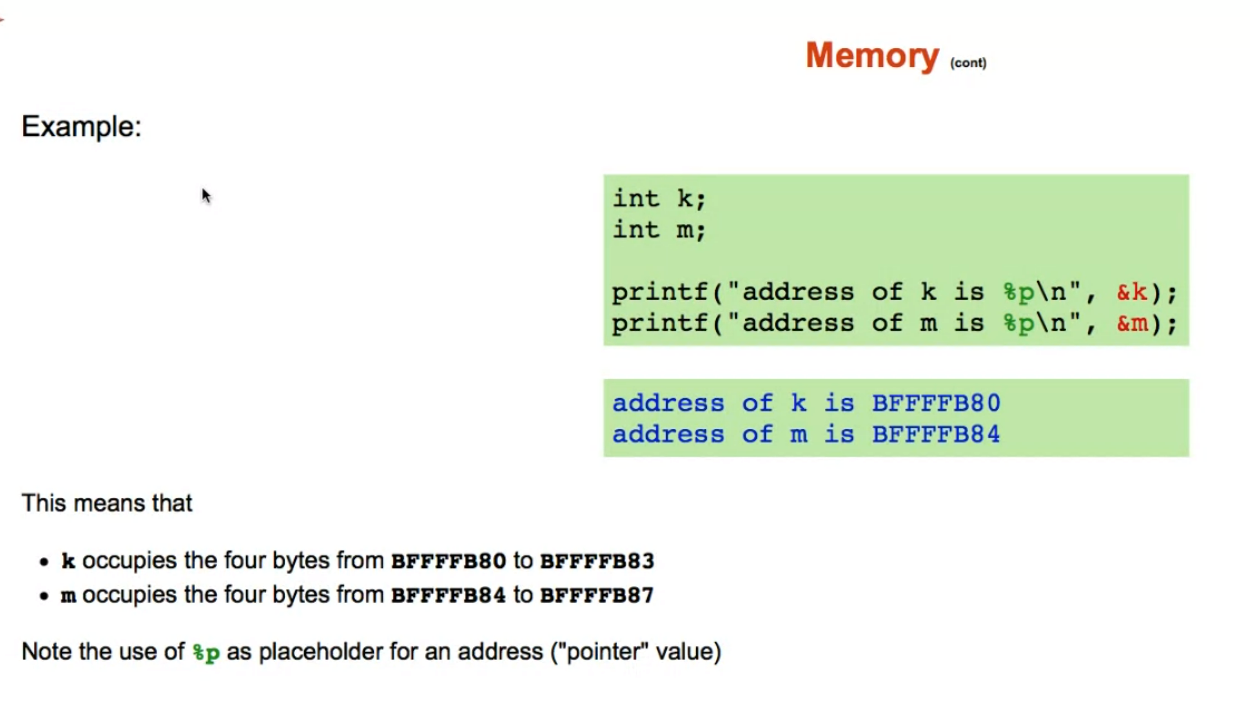 Memory (cont)
Example:
int k;
int m;
printf("address of k is %p\n", &k);
printf("address of m is %p\n", &m);
address of k is BFFFFB80
address of m is BFFFFB84
This means that
• k occupies the four bytes from BFFFFB80 to BFFFFB83
• m occupies the four bytes from BFFFFB84 to BFFFFB87
Note the use of %p as placeholder for an address ("pointer" value)